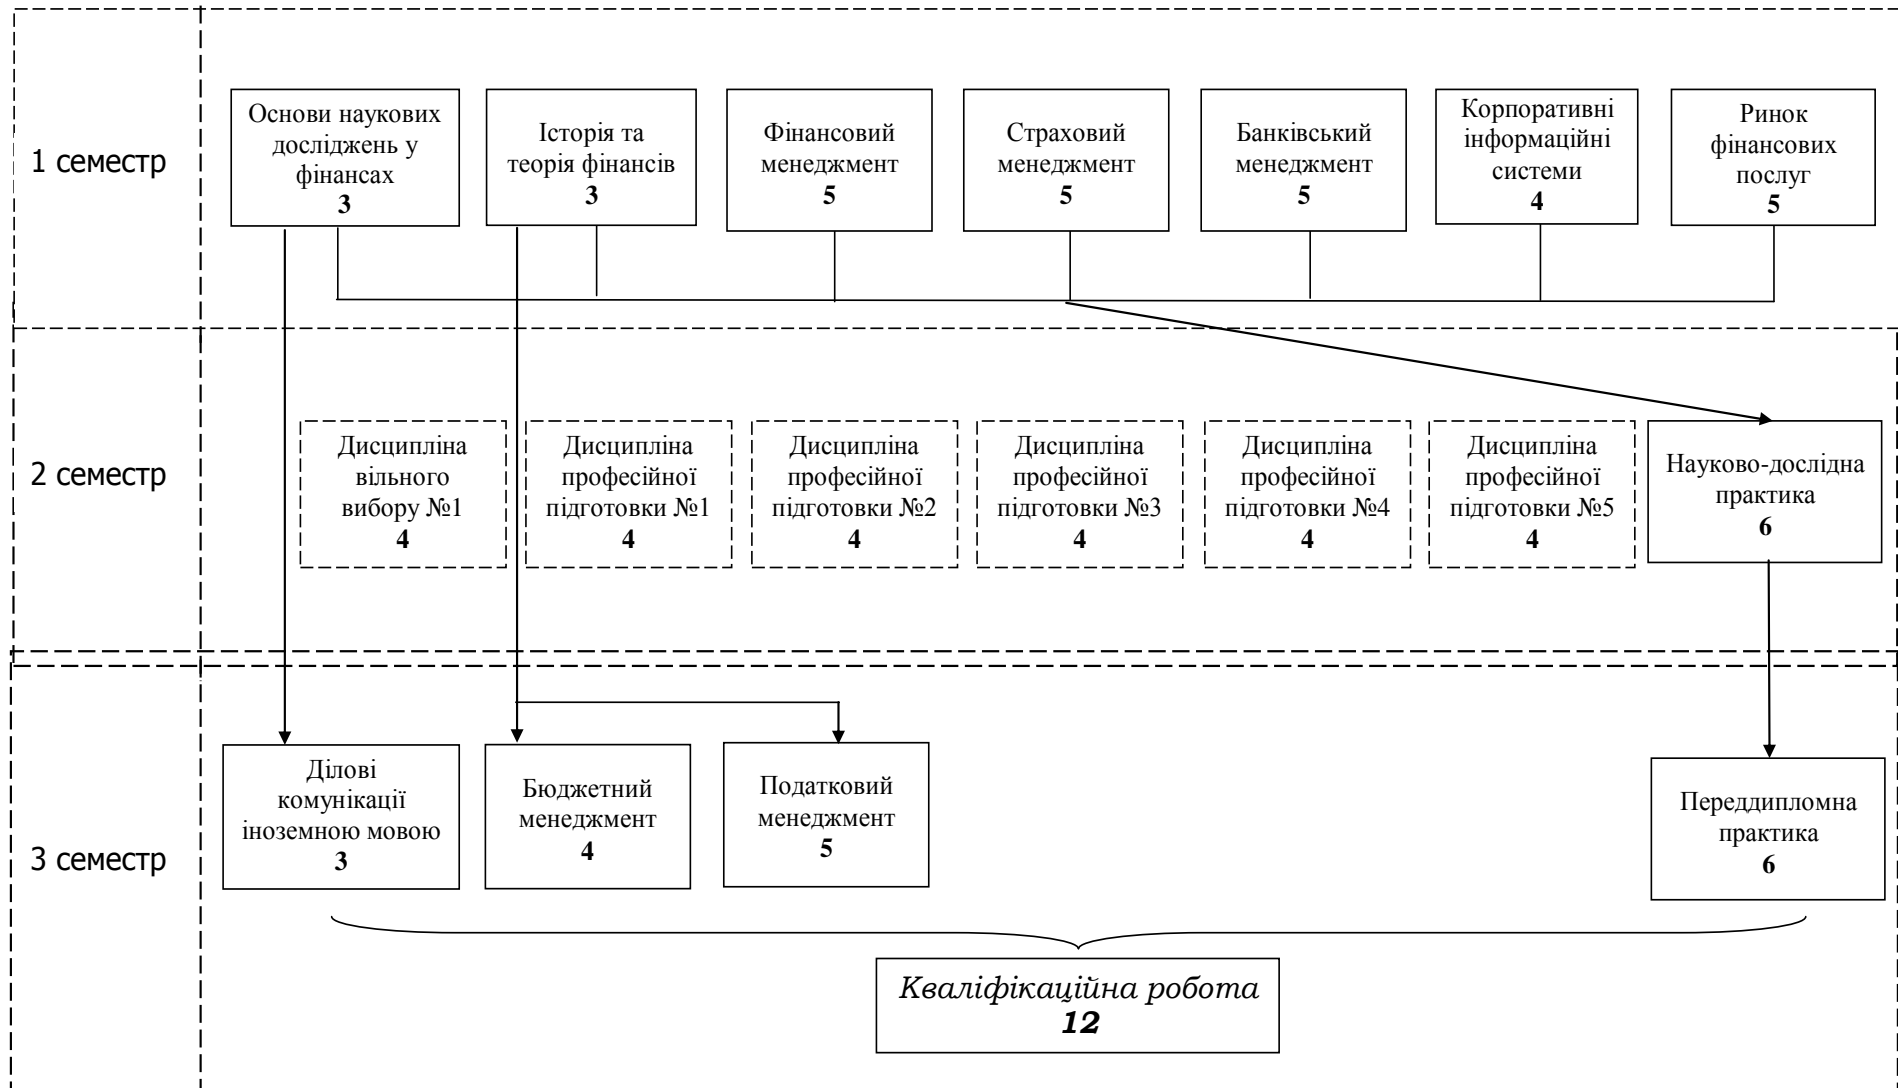 1 семестр
Основи наукових
досліджень у
фінансах
3
Історія та
теорія фінансів
3
Фінансовий
менеджмент
5
Страховий
менеджмент
5
Банківський
менеджмент
5
Корпоративні
інформаційні
системи
4
Ринок
фінансових
послуг
5
2 семестр
Дисципліна
вільного
вибору №1
4
Дисципліна
професійної
підготовки №1
4
Дисципліна
професійної
підготовки №2
4
Дисципліна
професійної
підготовки №3
4
Дисципліна
професійної
підготовки №4
4
Дисципліна
професійної
підготовки №5
4
Науково-дослідна
практика
6
3 семестр
Ділові
комунікації
іноземною мовою
3
Бюджетний
менеджмент
4
Податковий
менеджмент
5
Переддипломна
практика
6
Кваліфікаційна робота
12